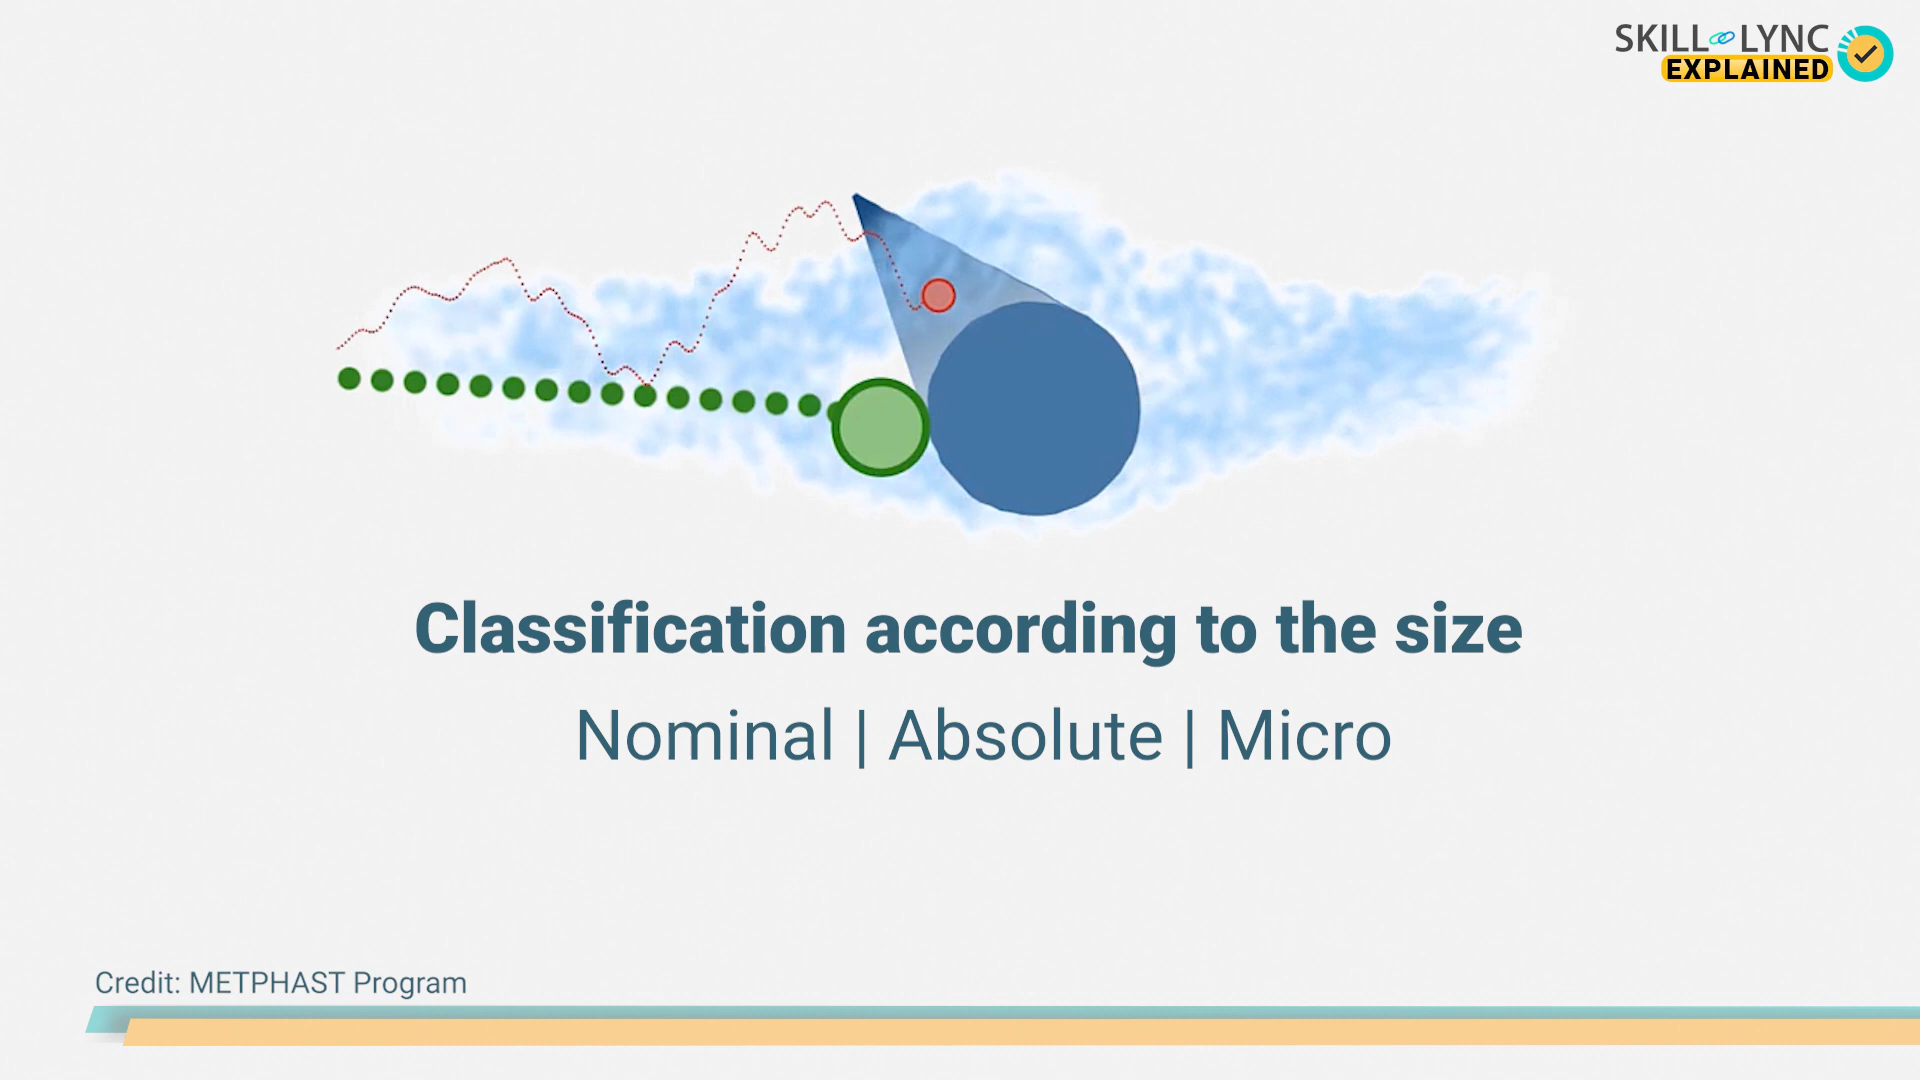 SKILL LYNC
EXPLAINED
Classification according to the size
Nominal | Absolute | Micro
Credit: METPHAST Program